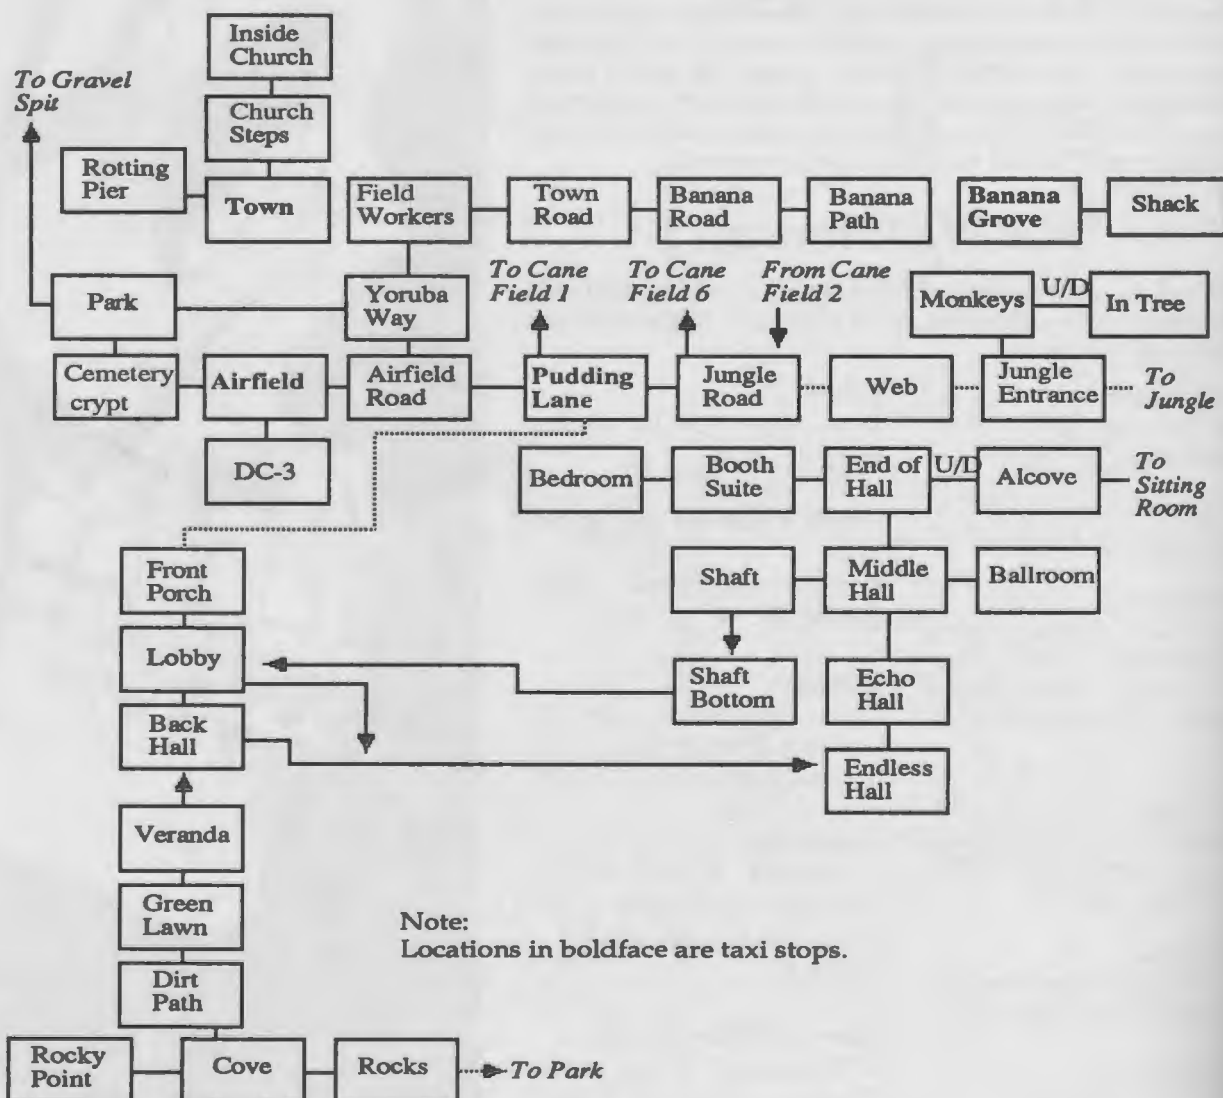 Inside
Church
To Gravel
Spit
Church
Steps
Rotting
Pier
Town
Field
Workers
Town
Road
Banana
Road
Banana
Path
Banana
Grove
Shack
To Cane
Field 1
To Cane
Field 6
From Cane
Field 2
Park
Yoruba
Way
Monkeys
U/D
In Tree
Cemetery
crypt
Airfield
Airfield
Road
Pudding
Lane
Jungle
Road
Web
Jungle
Entrance
To
Jungle
DC-3
Bedroom
Booth
Suite
End of
Hall
U/D
Alcove
To
Sitting
Room
Front
Porch
Shaft
Middle
Hall
Ballroom
Lobby
Shaft
Bottom
Echo
Hall
Back
Hall
Endless
Hall
Veranda
Green
Lawn
Note:
Locations in boldface are taxi stops.
Dirt
Path
Rocky
Point
Cove
Rocks
To Park